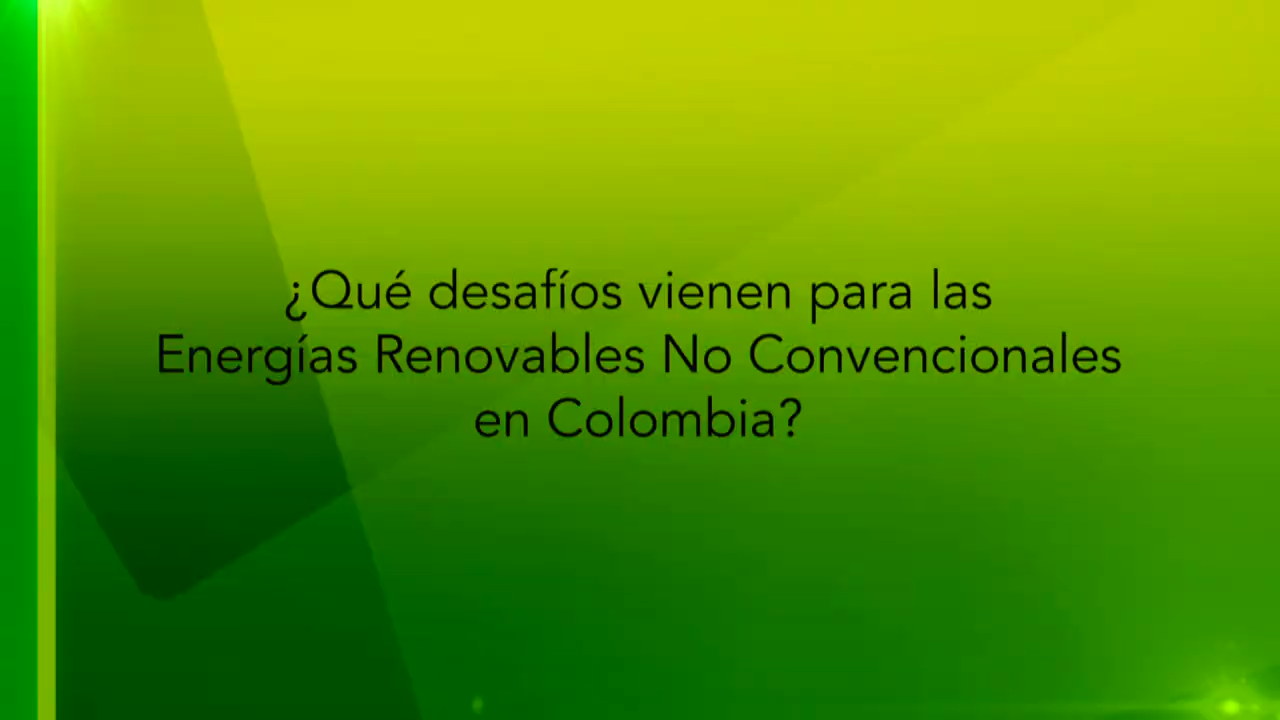 ¿Qué desafíos vienen para las
Energías Renovables No Convencionales
en Colombia?